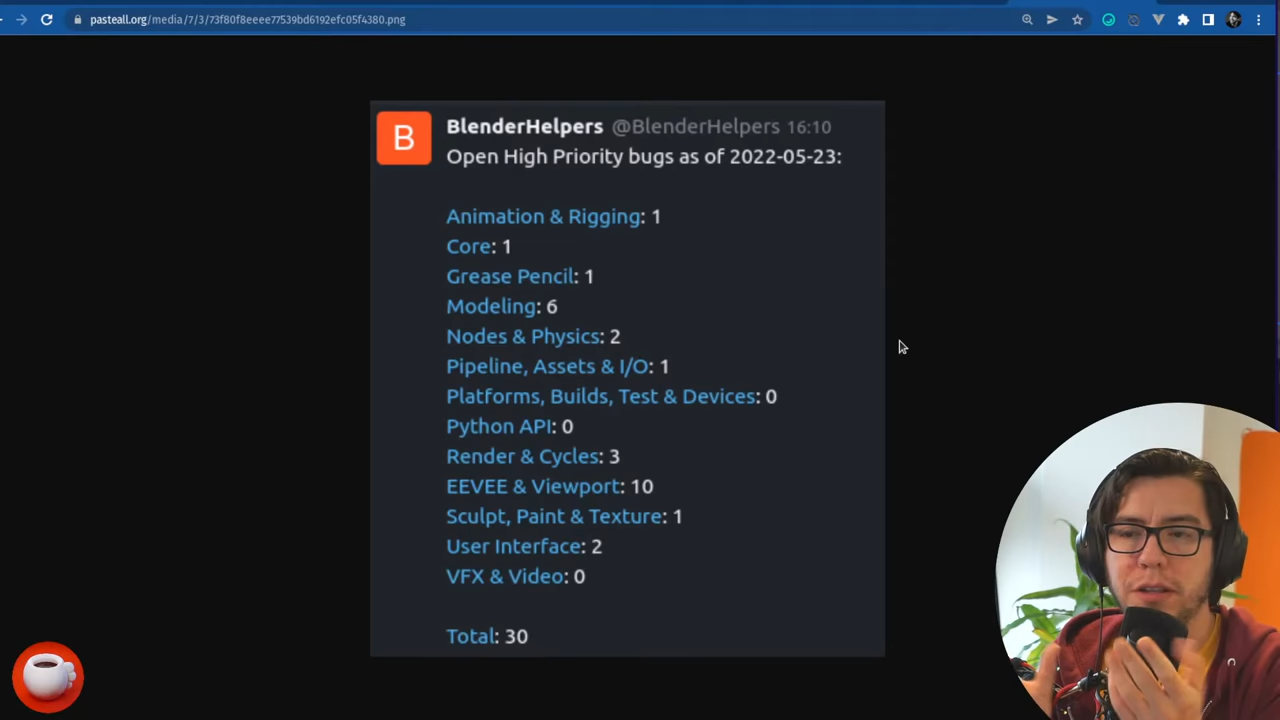 pasteall.org/media/7/3/73f80f8eeee77539bd6192efc05f4380.png
B
BlenderHelpers @BlenderHelpers 16:10
Open High Priority bugs as of 2022-05-23:
Animation & Rigging: 1
Core: 1
Grease Pencil: 1
Modeling: 6
Nodes & Physics: 2
Pipeline, Assets & I/O: 1
Platforms, Builds, Test & Devices: 0
Python API: 0
Render & Cycles: 3
EEVEE & Viewport: 10
Sculpt, Paint & Texture: 1
User Interface: 2
VFX & Video: 0
Total: 30